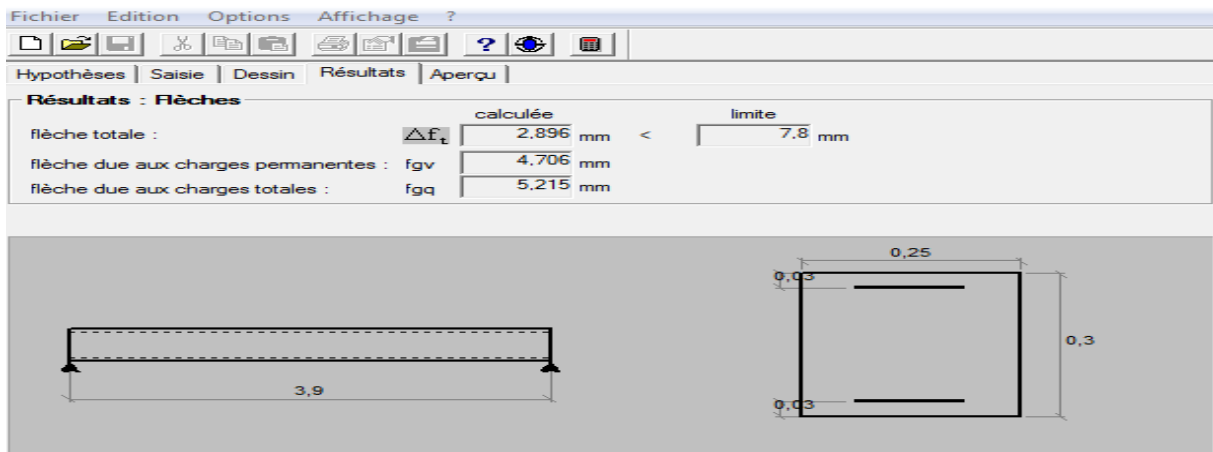 Fichier Edition Options Affichage ?
?
Hypothèses Saisie Dessin Résultats Aperçu
Résultats : Flèches
calculée limite
flèche totale : Δft 2,896 mm < 7,8 mm
flèche due aux charges permanentes : fgv 4,706 mm
flèche due aux charges totales : fgq 5,215 mm
0,25
0,03
0,3
3,9
0,03